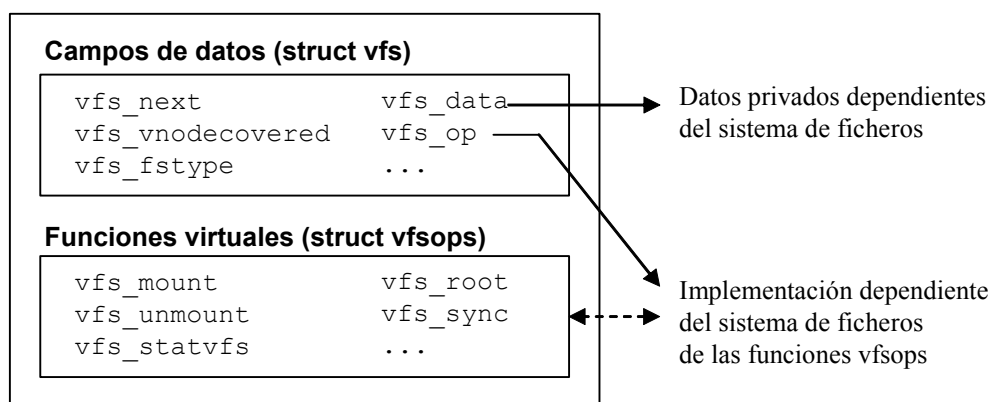 Campos de datos (struct vfs)
vfs_next vfs_data
vfs_vnodecovered vfs_op
vfs_fstype ...
Datos privados dependientes
del sistema de ficheros
Funciones virtuales (struct vfsops)
vfs_mount vfs_root
vfs_unmount vfs_sync
vfs_statvfs ...
Implementación dependiente
del sistema de ficheros
de las funciones vfsops